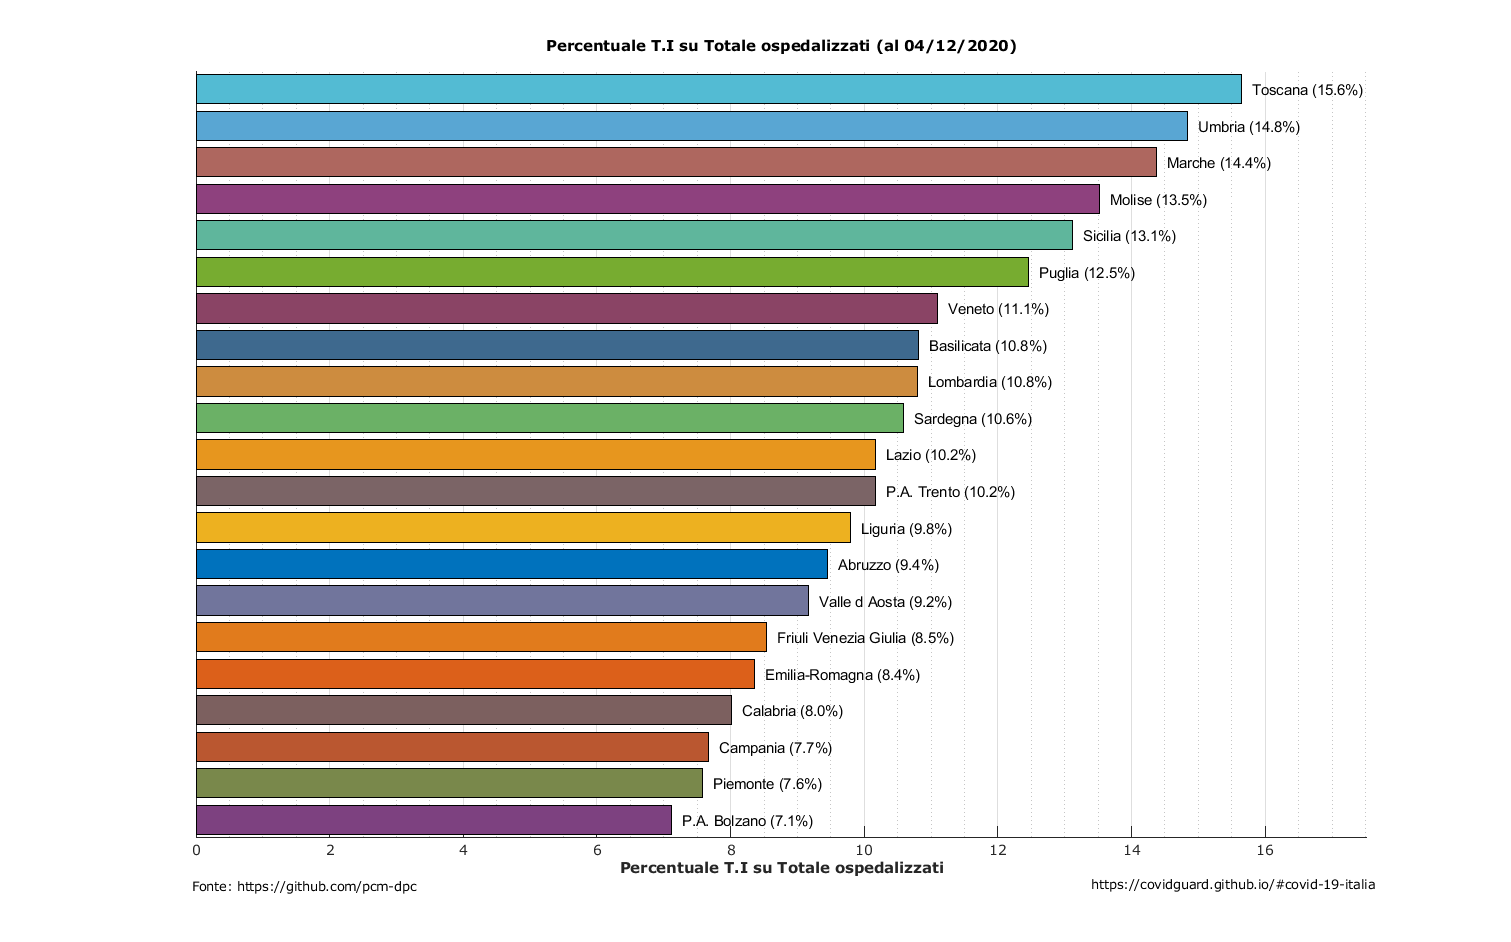 Percentuale T.I su Totale ospedalizzati (al 04/12/2020)
Toscana (15.6%)
Umbria (14.8%)
Marche (14.4%)
Molise (13.5%)
Sicilia (13.1%)
Puglia (12.5%)
Veneto (11.1%)
Basilicata (10.8%)
Lombardia (10.8%)
Sardegna (10.6%)
Lazio (10.2%)
P.A. Trento (10.2%)
Liguria (9.8%)
Abruzzo (9.4%)
Valle d Aosta (9.2%)
Friuli Venezia Giulia (8.5%)
Emilia-Romagna (8.4%)
Calabria (8.0%)
Campania (7.7%)
Piemonte (7.6%)
P.A. Bolzano (7.1%)
0 2 4 6 8 10 12 14 16
Percentuale T.I su Totale ospedalizzati
Fonte: https://github.com/pcm-dpc
https://covidguard.github.io/#covid-19-italia